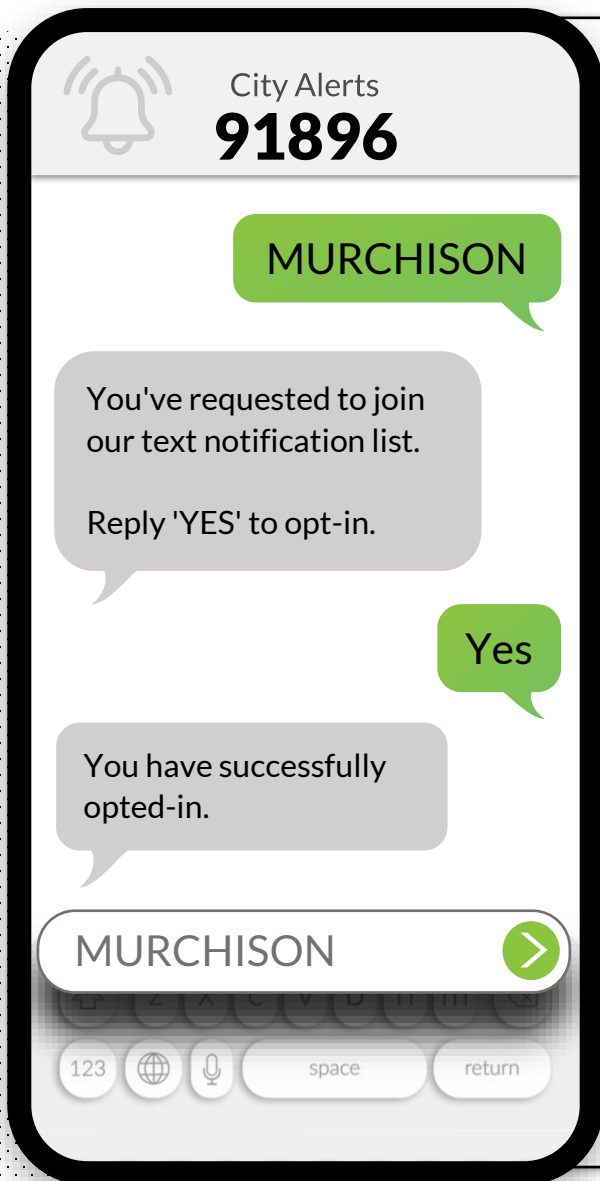 City Alerts
91896
MURCHISON
You've requested to join
our text notification list.
Reply 'YES' to opt-in.
Yes
You have successfully
opted-in.
MURCHISON
z x c v b n m
123 space return